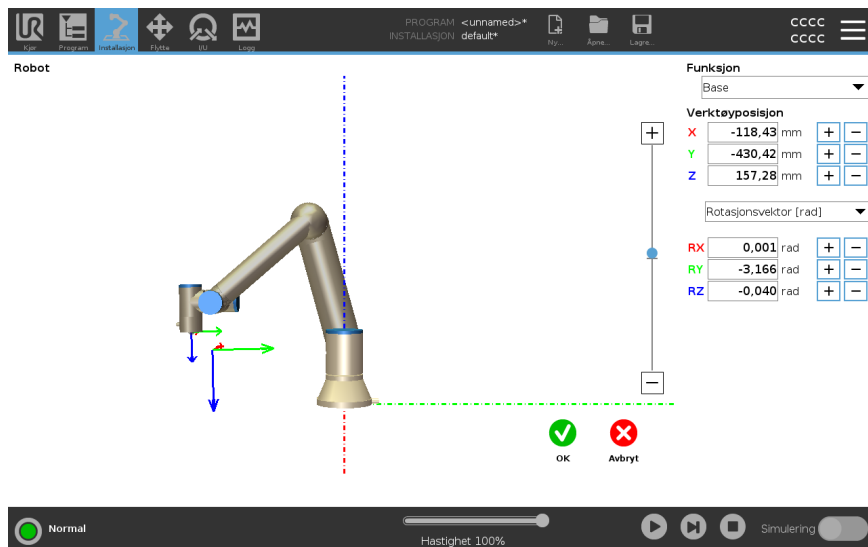 UR
Kjør
Program
Installasjon
Flytte
I/U
Logg
PROGRAM <unnamed>*
INSTALLASJON default*
Ny...
Åpne...
Lagre...
CCCC
CCCC
Robot
Funksjon
Base
Verktøyposisjon
X -118,43 mm + −
Y -430,42 mm + −
Z 157,28 mm + −
Rotasjonsvektor [rad]
RX 0,001 rad + −
RY -3,166 rad + −
RZ -0,040 rad + −
+
−
OK
Avbryt
Normal
Hastighet 100%
Simulering